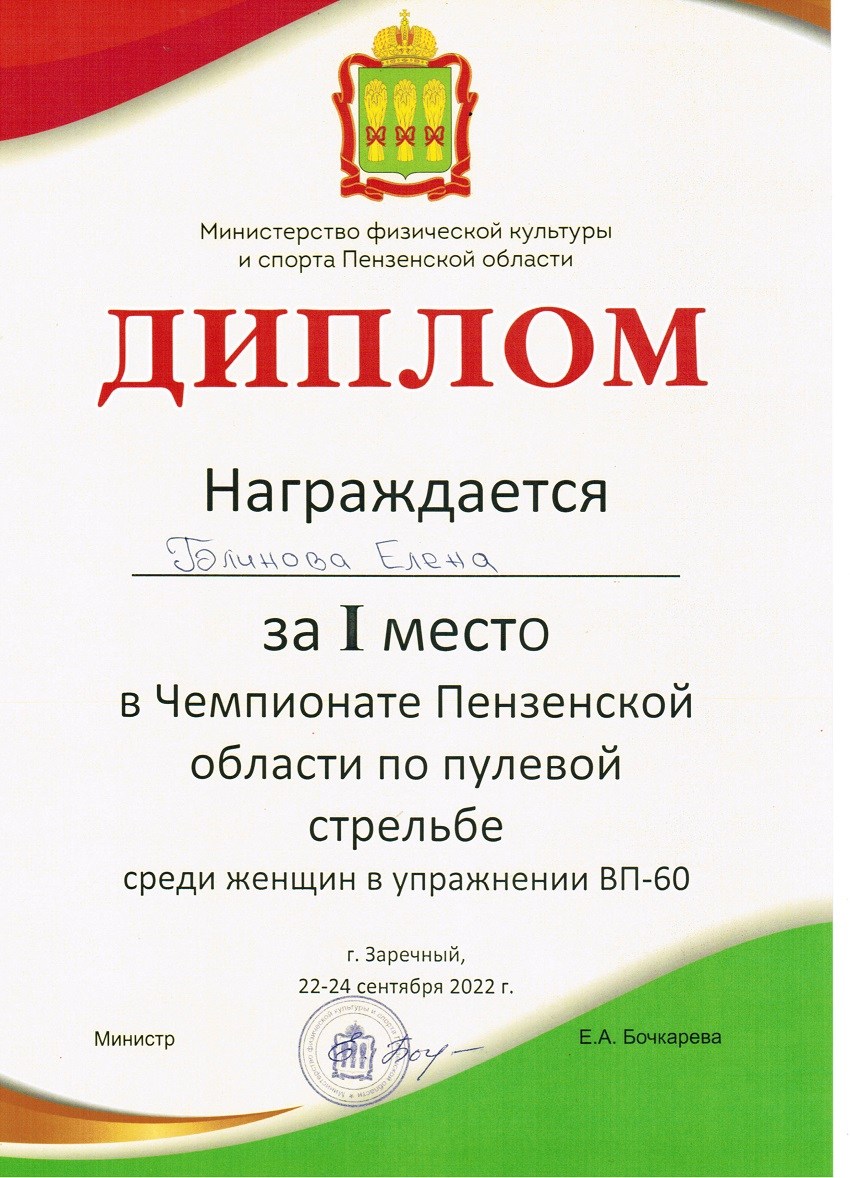 Министерство физической культуры
и спорта Пензенской области
ДИПЛОМ
Награждается
Блинова Елена
за I место
в Чемпионате Пензенской
области по пулевой
стрельбе
среди женщин в упражнении ВП-60
г. Заречный,
22-24 сентября 2022 г.
Министр
Е.А. Бочкарева